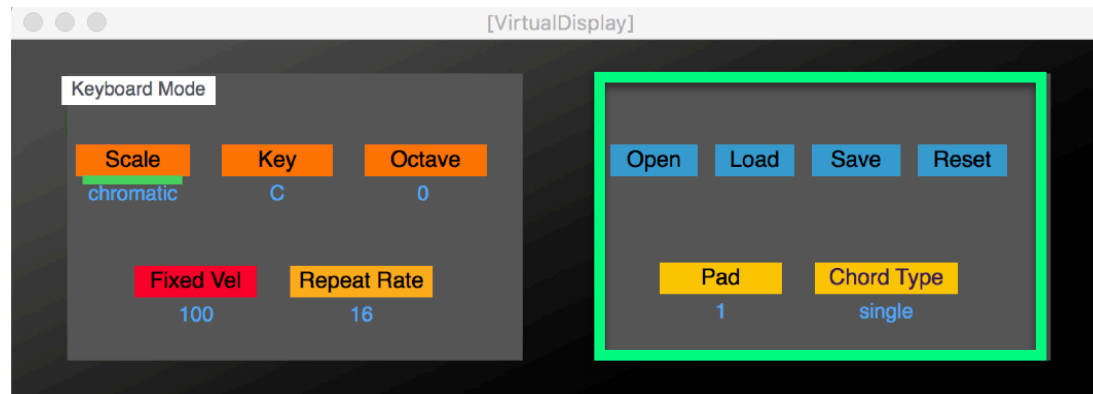 [VirtualDisplay]
Keyboard Mode
Scale Key Octave
chromatic C 0
Fixed Vel Repeat Rate
100 16
Open Load Save Reset
Pad Chord Type
1 single